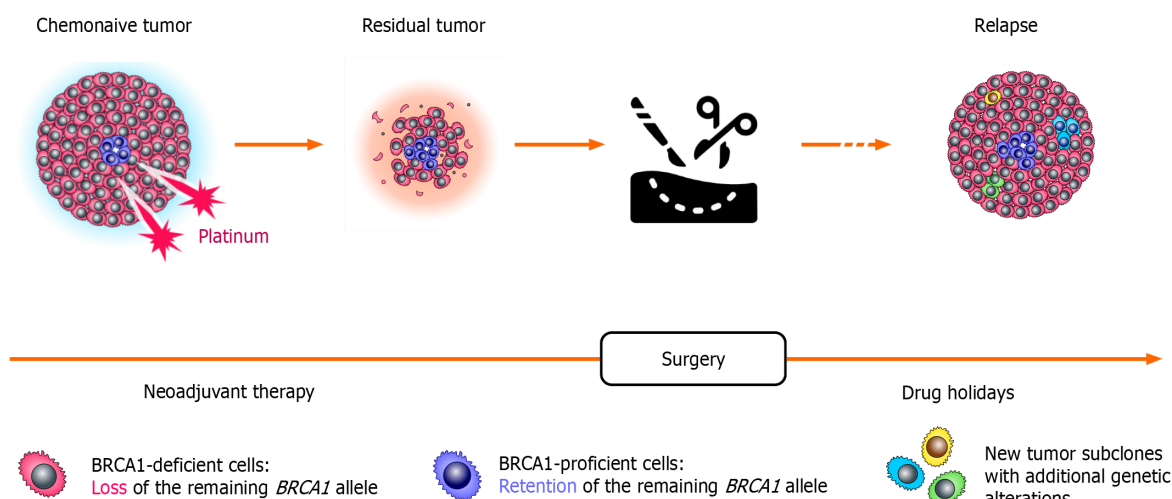 Chemonaive tumor
Residual tumor
Relapse
Platinum
Surgery
Neoadjuvant therapy
Drug holidays
BRCA1-deficient cells:
Loss of the remaining BRCA1 allele
BRCA1-proficient cells:
Retention of the remaining BRCA1 allele
New tumor subclones
with additional genetic
alterations